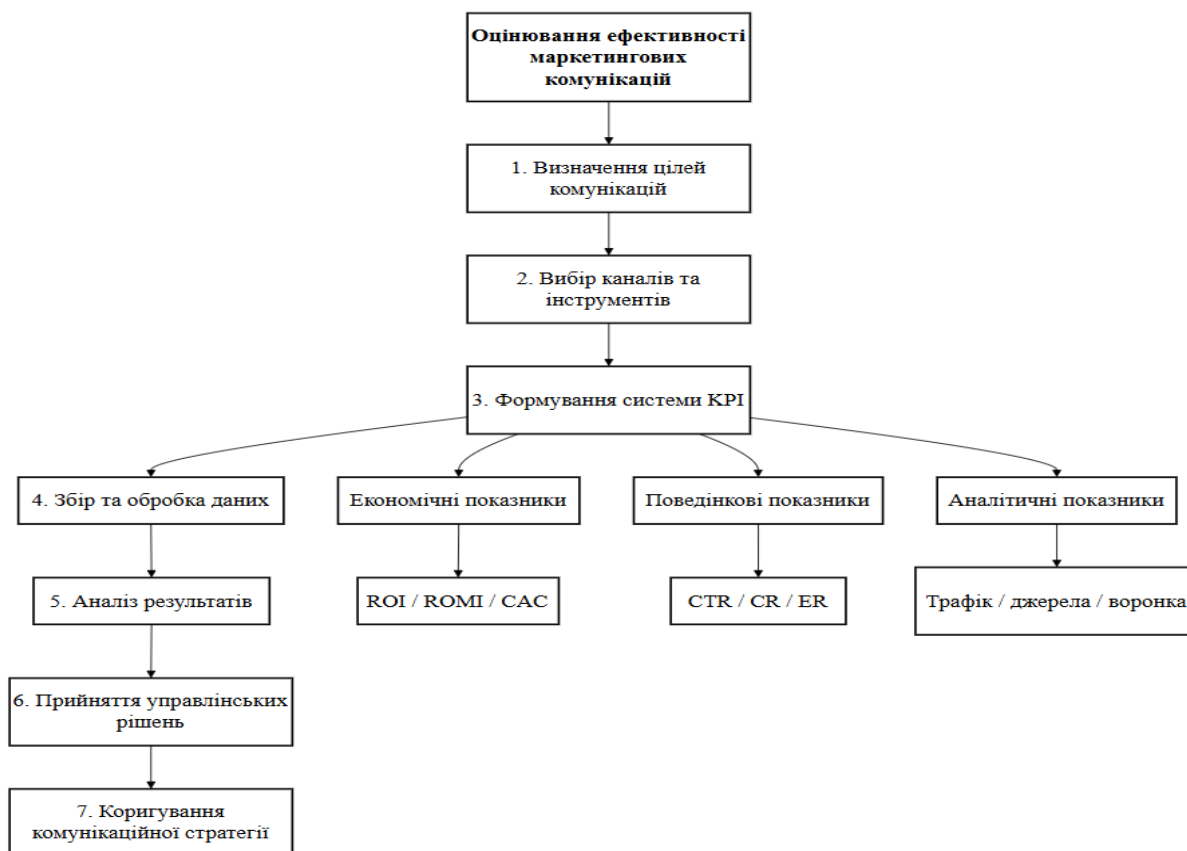 Оцінювання ефективності
маркетингових
комунікацій
1. Визначення цілей
комунікацій
2. Вибір каналів та
інструментів
3. Формування системи KPI
4. Збір та обробка даних
Економічні показники
Поведінкові показники
Аналітичні показники
5. Аналіз результатів
ROI / ROMI / CAC
CTR / CR / ER
Трафік / джерела / воронка
6. Прийняття управлінських
рішень
7. Коригування
комунікаційної стратегії